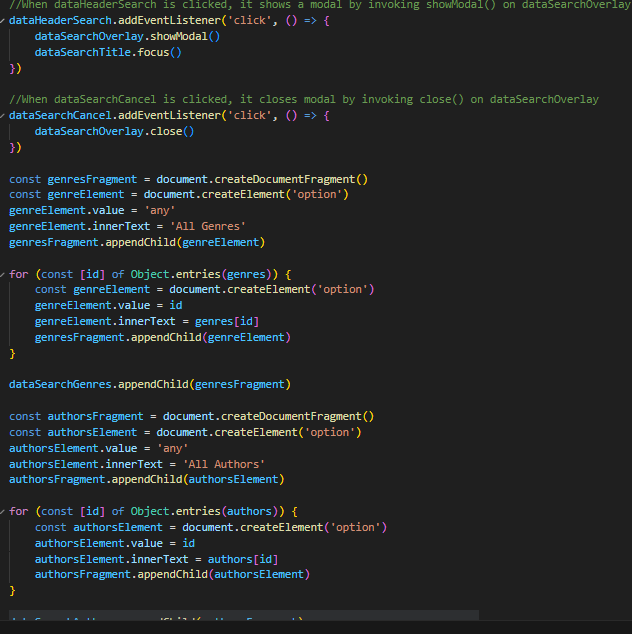 //When dataHeaderSearch is clicked, it shows a modal by invoking showModal() on dataSearchOverlay
dataHeaderSearch.addEventListener('click', () => {
    dataSearchOverlay.showModal()
    dataSearchTitle.focus()
})

//When dataSearchCancel is clicked, it closes modal by invoking close() on dataSearchOverlay
dataSearchCancel.addEventListener('click', () => {
    dataSearchOverlay.close()
})

const genresFragment = document.createDocumentFragment()
const genreElement = document.createElement('option')
genreElement.value = 'any'
genreElement.innerText = 'All Genres'
genresFragment.appendChild(genreElement)

for (const [id] of Object.entries(genres)) {
    const genreElement = document.createElement('option')
    genreElement.value = id
    genreElement.innerText = genres[id]
    genresFragment.appendChild(genreElement)
}

dataSearchGenres.appendChild(genresFragment)

const authorsFragment = document.createDocumentFragment()
const authorsElement = document.createElement('option')
authorsElement.value = 'any'
authorsElement.innerText = 'All Authors'
authorsFragment.appendChild(authorsElement)

for (const [id] of Object.entries(authors)) {
    const authorsElement = document.createElement('option')
    authorsElement.value = id
    authorsElement.innerText = authors[id]
    authorsFragment.appendChild(authorsElement)
}